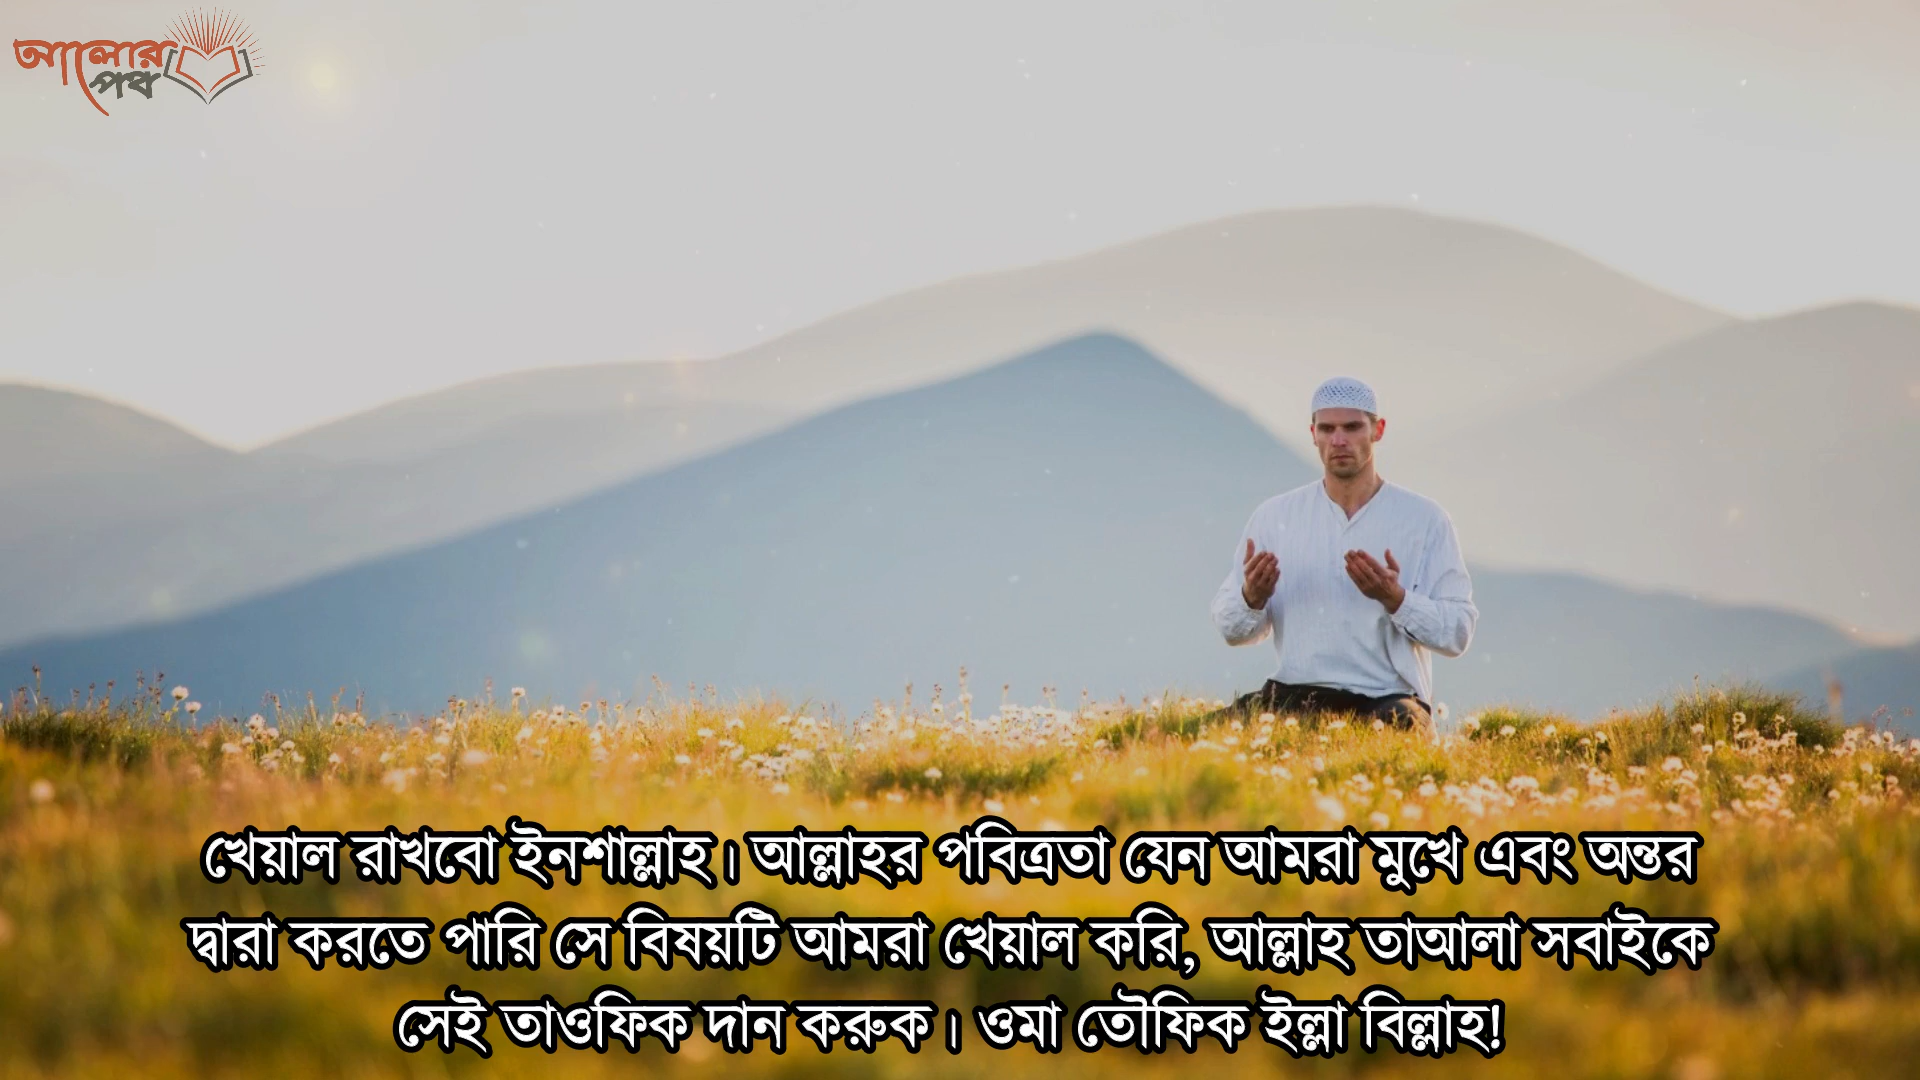 আলোর
পথ
খেয়াল রাখবো ইনশাল্লাহ। আল্লাহর পবিত্রতা যেন আমরা মুখে এবং অন্তর
দ্বারা করতে পারি সে বিষয়টি আমরা খেয়াল করি, আল্লাহ তাআলা সবাইকে
সেই তাওফিক দান করুক। ওমা তৌফিক ইল্লা বিল্লাহ!